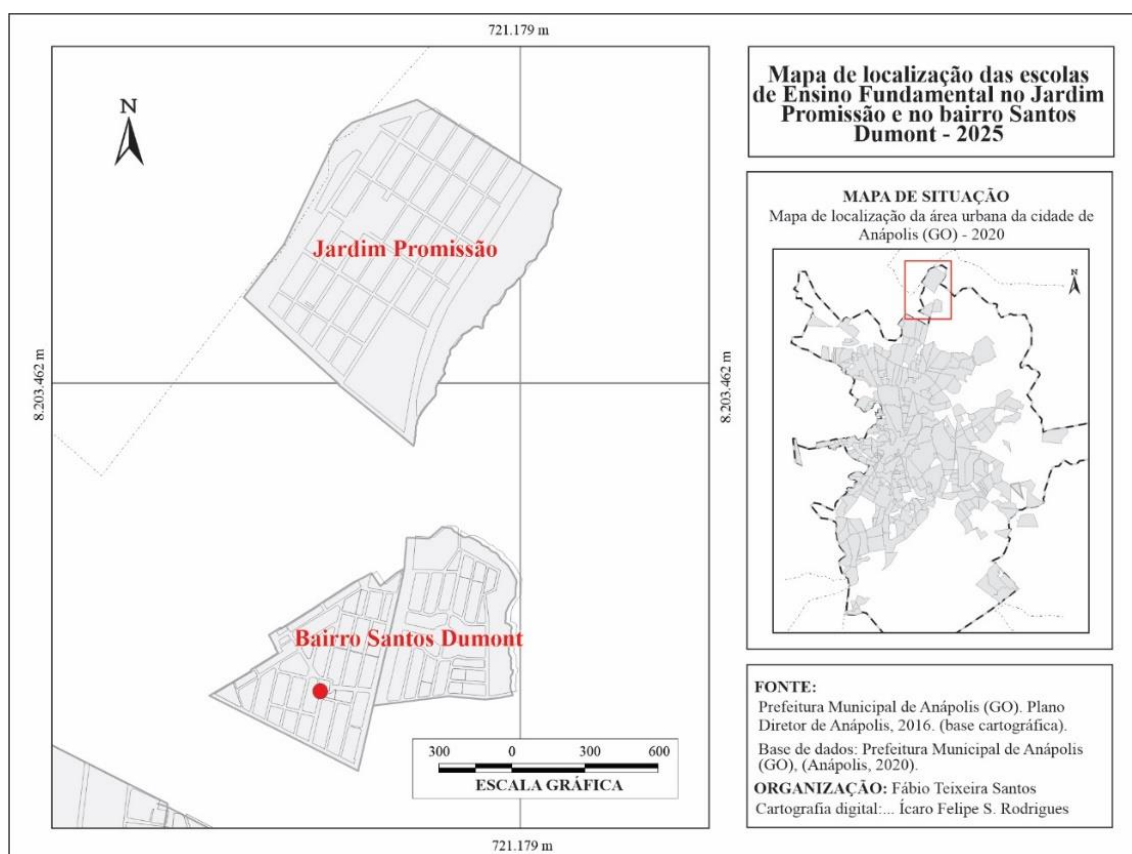 721.179 m
N
Jardim Promissão
8.203.462 m
8.203.462 m
Bairro Santos Dumont
300 0 300 600
ESCALA GRÁFICA
721.179 m
Mapa de localização das escolas
de Ensino Fundamental no Jardim
Promissão e no bairro Santos
Dumont - 2025
MAPA DE SITUAÇÃO
Mapa de localização da área urbana da cidade de
Anápolis (GO) - 2020
N
FONTE:
Prefeitura Municipal de Anápolis (GO). Plano
Diretor de Anápolis, 2016. (base cartográfica).
Base de dados: Prefeitura Municipal de Anápolis
(GO), (Anápolis, 2020).
ORGANIZAÇÃO: Fábio Teixeira Santos
Cartografia digital:... Ícaro Felipe S. Rodrigues